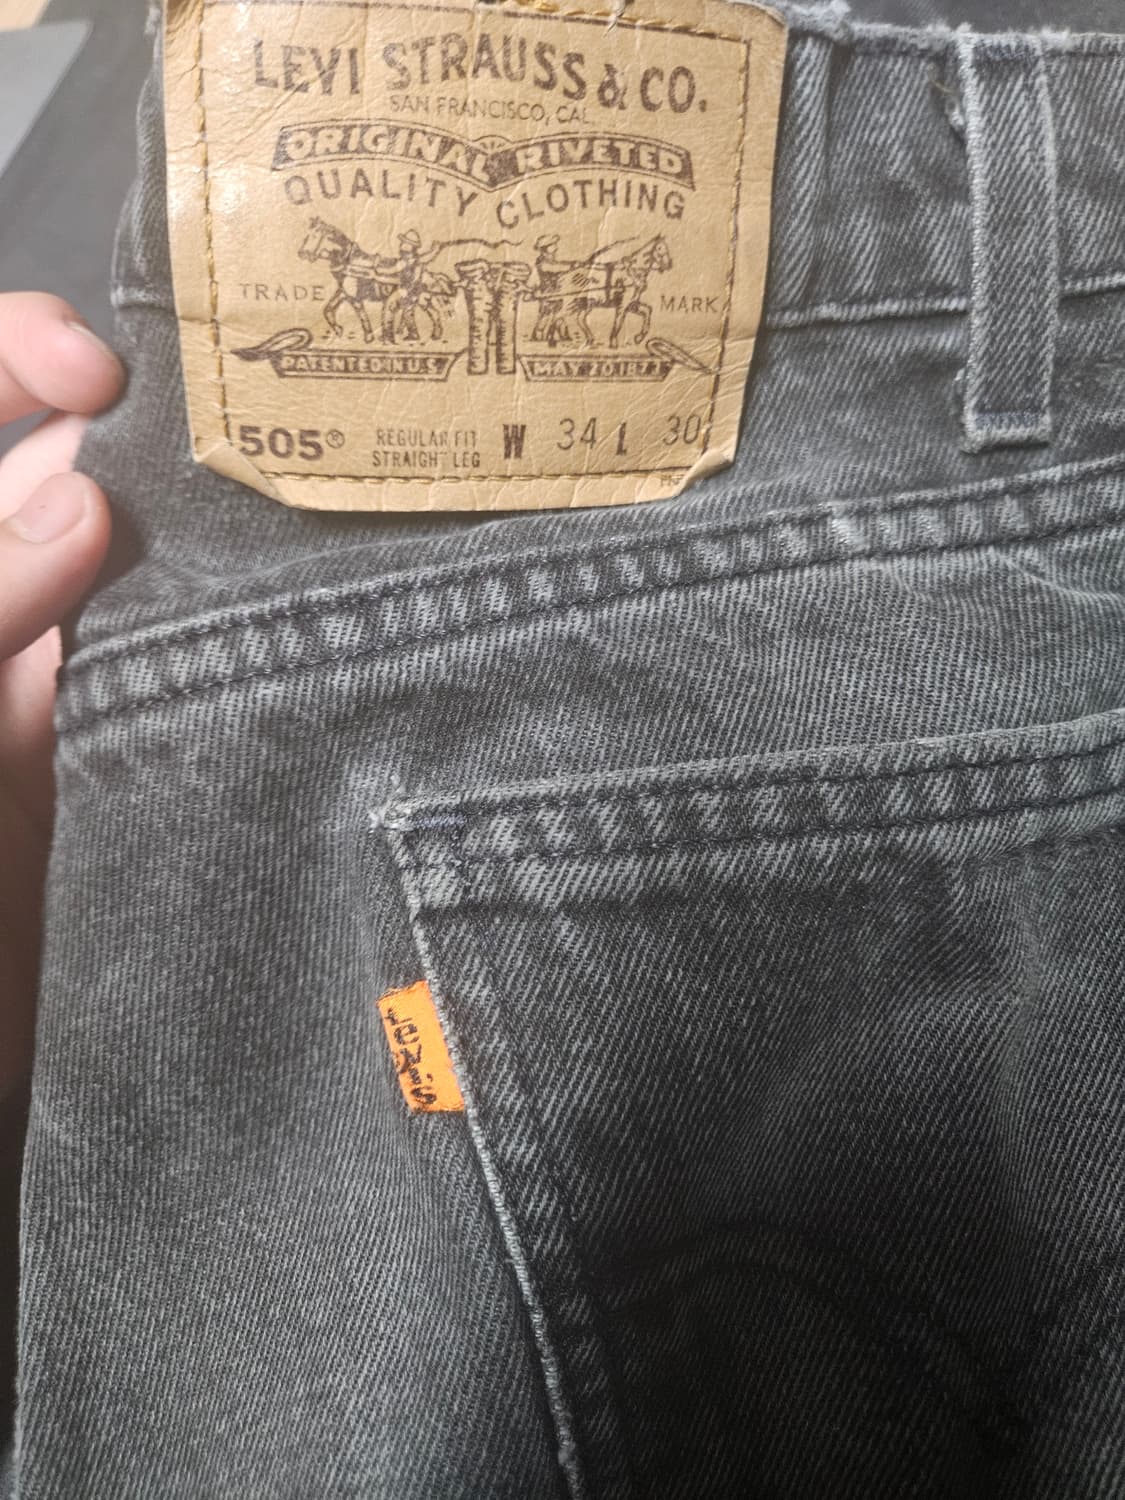 LEVI STRAUSS & CO.
SAN FRANCISCO, CAL.
ORIGINAL RIVETED
QUALITY CLOTHING
TRADE MARK
PATENTED IN U.S. MAY 20 1873
505® REGULAR FIT W 34 L 30
STRAIGHT LEG
LEVI'S